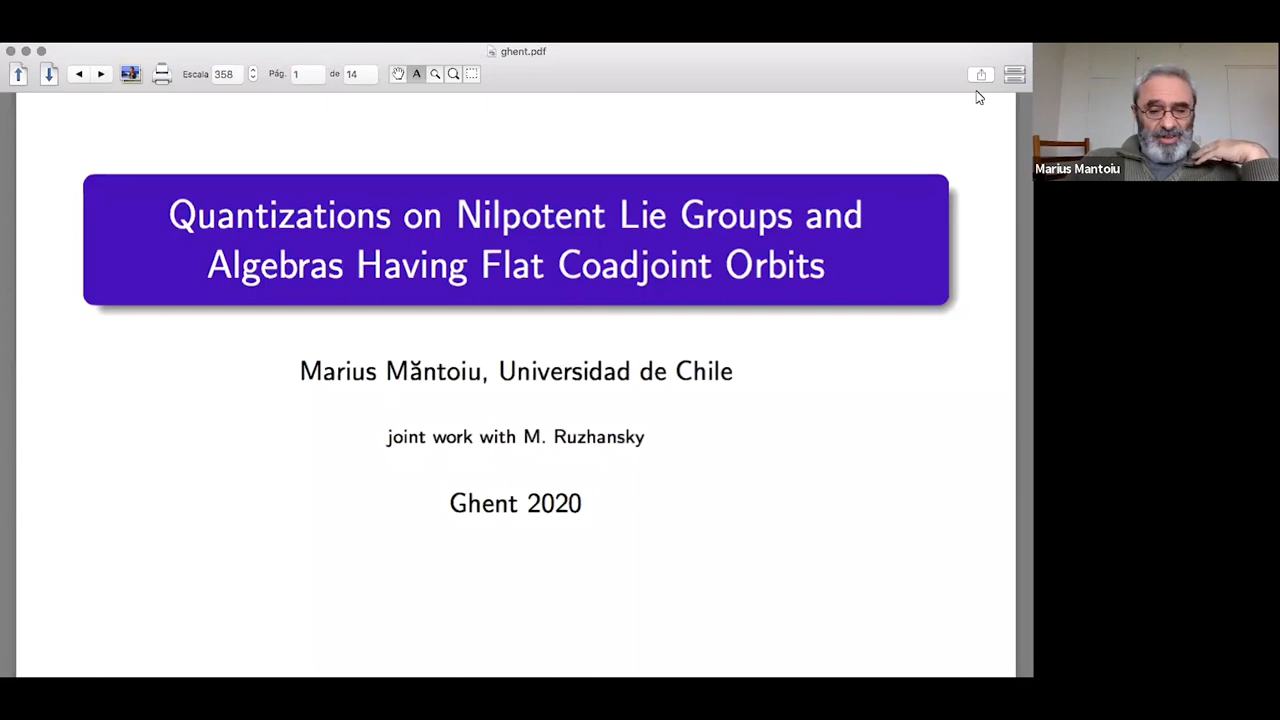 ghent.pdf
Escala 358 Pág. 1 de 14 A
Quantizations on Nilpotent Lie Groups and
Algebras Having Flat Coadjoint Orbits
Marius Măntoiu, Universidad de Chile
joint work with M. Ruzhansky
Ghent 2020
Marius Mantoiu